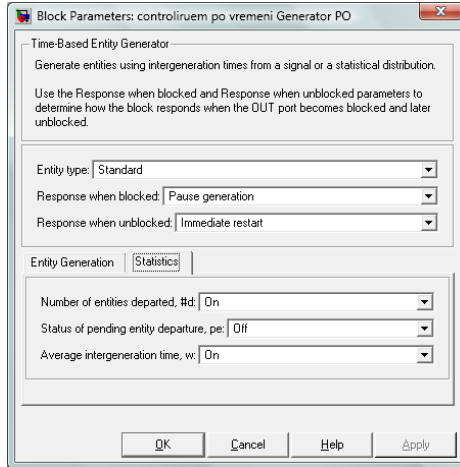 Block Parameters: controliruem po vremeni Generator PO
Time-Based Entity Generator
Generate entities using intergeneration times from a signal or a statistical distribution.
Use the Response when blocked and Response when unblocked parameters to
determine how the block responds when the OUT port becomes blocked and later
unblocked.
Entity type: Standard
Response when blocked: Pause generation
Response when unblocked: Immediate restart
Entity Generation Statistics
Number of entities departed, #d: On
Status of pending entity departure, pe: Off
Average intergeneration time, w: On
OK Cancel Help Apply